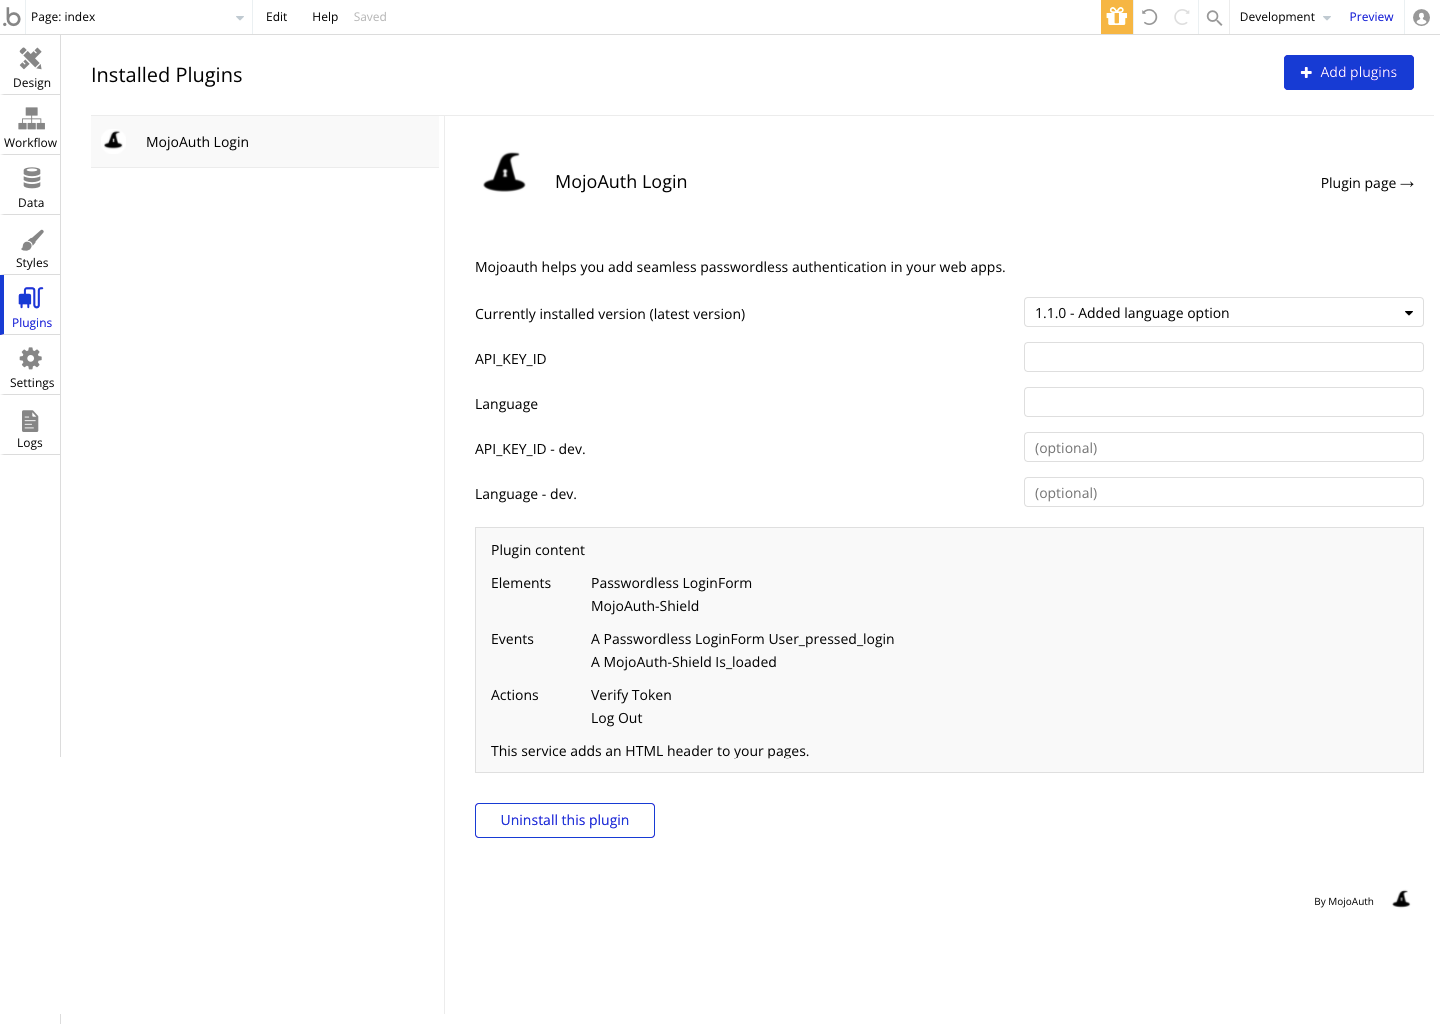 .b Page: index Edit Help Saved Development Preview
Design
Workflow
Data
Styles
Plugins
Settings
Logs
Installed Plugins
Add plugins
MojoAuth Login
MojoAuth Login
Plugin page →
Mojoauth helps you add seamless passwordless authentication in your web apps.
Currently installed version (latest version) 1.1.0 - Added language option
API_KEY_ID
Language
API_KEY_ID - dev. (optional)
Language - dev. (optional)
Plugin content
Elements Passwordless LoginForm
MojoAuth-Shield
Events A Passwordless LoginForm User_pressed_login
A MojoAuth-Shield Is_loaded
Actions Verify Token
Log Out
This service adds an HTML header to your pages.
Uninstall this plugin
By MojoAuth